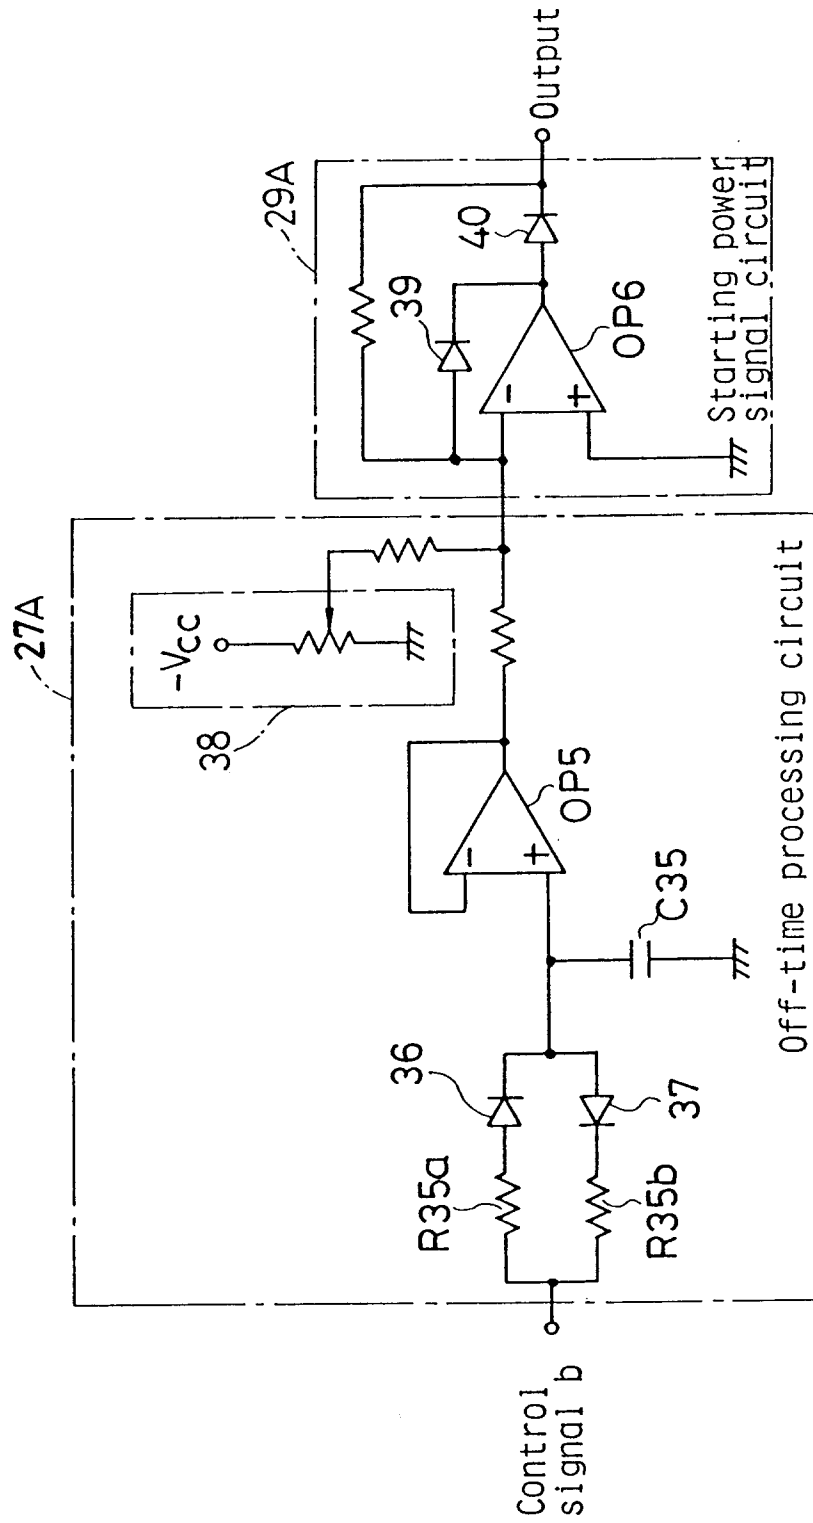 27A
29A
-VCC
38
39
40
Output
OP6
Starting power
signal circuit
OP5
36
R35a
37
R35b
C35
Control
signal b
Off-time processing circuit
-
+
-
+